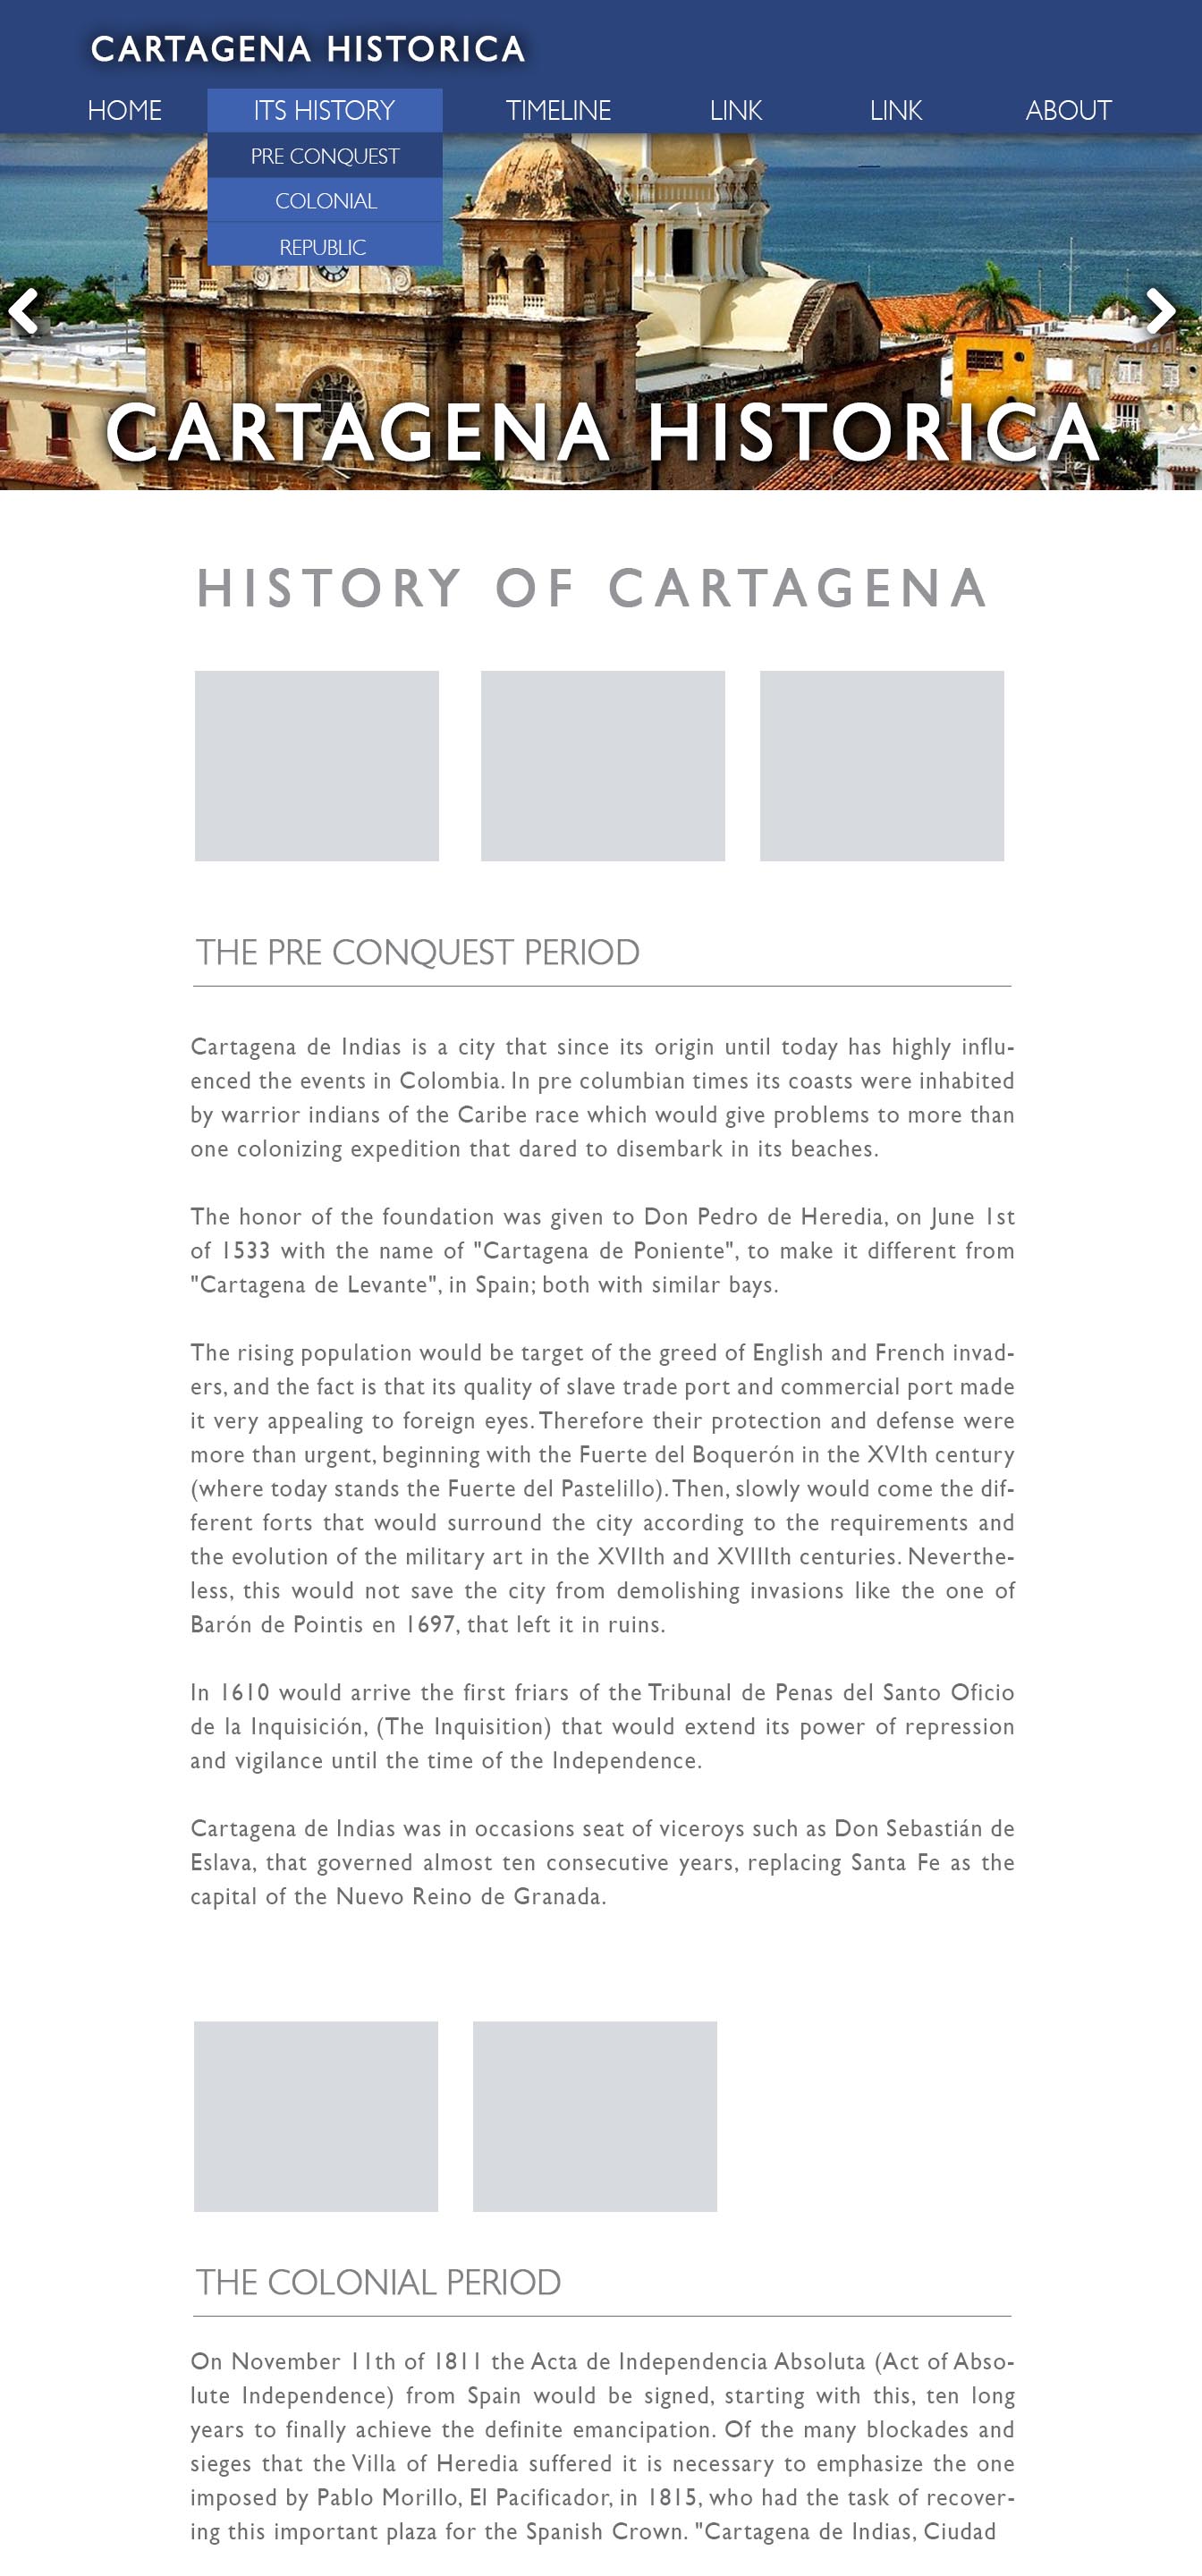 CARTAGENA HISTORICA
HOME ITS HISTORY TIMELINE LINK LINK ABOUT
PRE CONQUEST
COLONIAL
REPUBLIC
CARTAGENA HISTORICA
HISTORY OF CARTAGENA
THE PRE CONQUEST PERIOD
Cartagena de Indias is a city that since its origin until today has highly influ-
enced the events in Colombia. In pre columbian times its coasts were inhabited
by warrior indians of the Caribe race which would give problems to more than
one colonizing expedition that dared to disembark in its beaches.
The honor of the foundation was given to Don Pedro de Heredia, on June 1st
of 1533 with the name of "Cartagena de Poniente", to make it different from
"Cartagena de Levante", in Spain; both with similar bays.
The rising population would be target of the greed of English and French invad-
ers, and the fact is that its quality of slave trade port and commercial port made
it very appealing to foreign eyes. Therefore their protection and defense were
more than urgent, beginning with the Fuerte del Boquerón in the XVIth century
(where today stands the Fuerte del Pastelillo). Then, slowly would come the dif-
ferent forts that would surround the city according to the requirements and
the evolution of the military art in the XVIIth and XVIIIth centuries. Neverthe-
less, this would not save the city from demolishing invasions like the one of
Barón de Pointis en 1697, that left it in ruins.
In 1610 would arrive the first friars of the Tribunal de Penas del Santo Oficio
de la Inquisición, (The Inquisition) that would extend its power of repression
and vigilance until the time of the Independence.
Cartagena de Indias was in occasions seat of viceroys such as Don Sebastián de
Eslava, that governed almost ten consecutive years, replacing Santa Fe as the
capital of the Nuevo Reino de Granada.
THE COLONIAL PERIOD
On November 11th of 1811 the Acta de Independencia Absoluta (Act of Abso-
lute Independence) from Spain would be signed, starting with this, ten long
years to finally achieve the definite emancipation. Of the many blockades and
sieges that the Villa of Heredia suffered it is necessary to emphasize the one
imposed by Pablo Morillo, El Pacificador, in 1815, who had the task of recover-
ing this important plaza for the Spanish Crown. "Cartagena de Indias, Ciudad